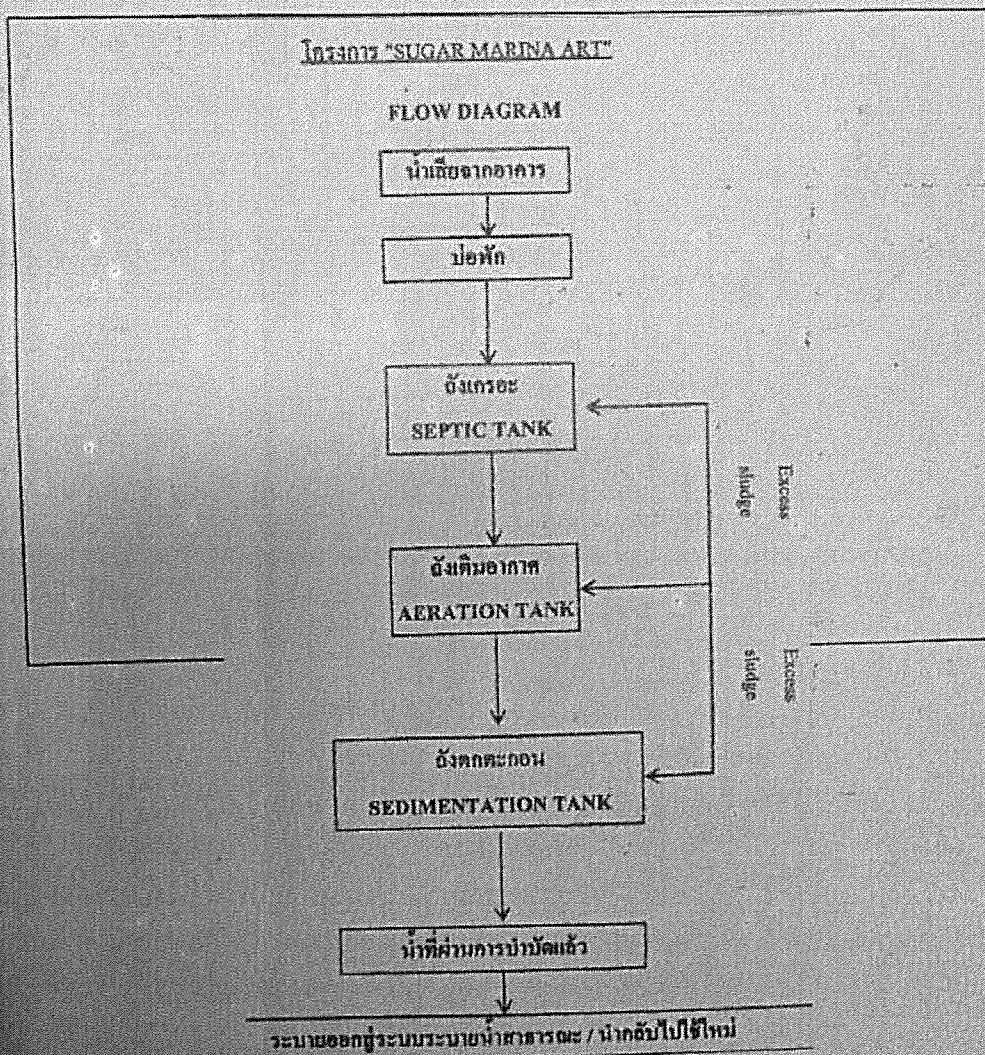 โครงการ "SUGAR MARINA ART"
FLOW DIAGRAM
น้ำเสียจากอาคาร
บ่อพัก
ถังเกรอะ
SEPTIC TANK
Excess
sludge
ถังเติมอากาศ
AERATION TANK
Excess
sludge
ถังตกตะกอน
SEDIMENTATION TANK
น้ำที่ผ่านการบำบัดแล้ว
ระบายออกสู่ระบบระบายน้ำสาธารณะ / นำกลับไปใช้ใหม่